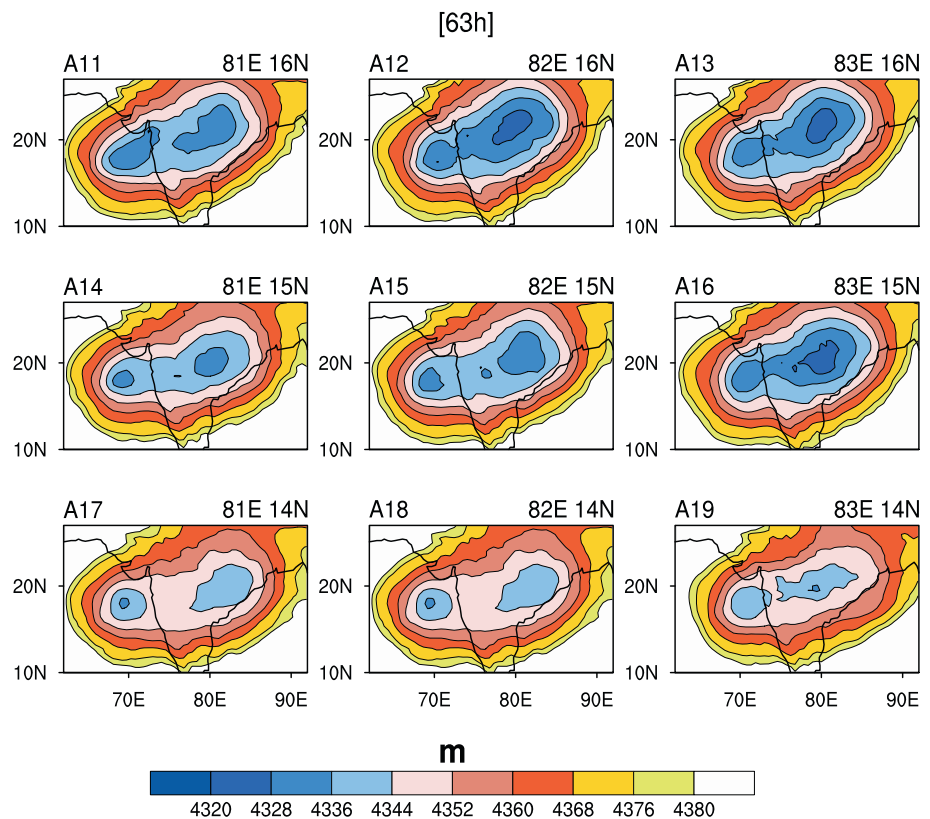 [63h]
A11 81E 16N A12 82E 16N A13 83E 16N
20N 20N 20N
10N 10N 10N
A14 81E 15N A15 82E 15N A16 83E 15N
20N 20N 20N
10N 10N 10N
A17 81E 14N A18 82E 14N A19 83E 14N
20N 20N 20N
10N 10N 10N
70E 80E 90E 70E 80E 90E 70E 80E 90E
m
4320 4328 4336 4344 4352 4360 4368 4376 4380